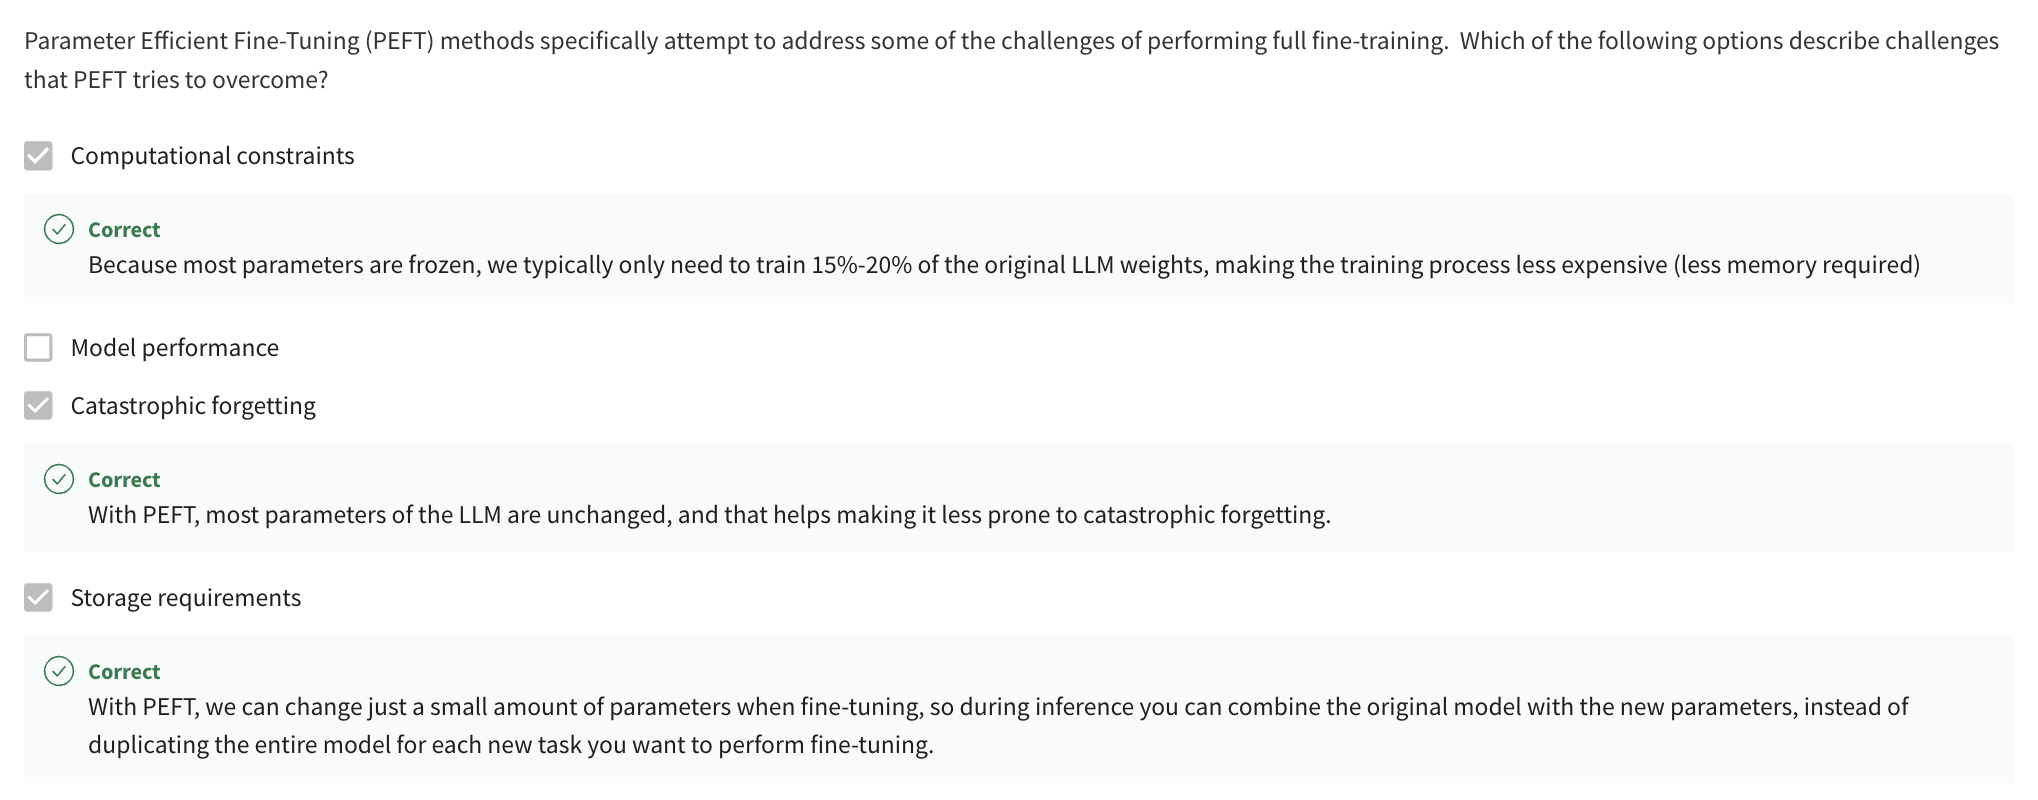 Parameter Efficient Fine-Tuning (PEFT) methods specifically attempt to address some of the challenges of performing full fine-training.  Which of the following options describe challenges
that PEFT tries to overcome?
Computational constraints
Correct
Because most parameters are frozen, we typically only need to train 15%-20% of the original LLM weights, making the training process less expensive (less memory required)
Model performance
Catastrophic forgetting
Correct
With PEFT, most parameters of the LLM are unchanged, and that helps making it less prone to catastrophic forgetting.
Storage requirements
Correct
With PEFT, we can change just a small amount of parameters when fine-tuning, so during inference you can combine the original model with the new parameters, instead of
duplicating the entire model for each new task you want to perform fine-tuning.